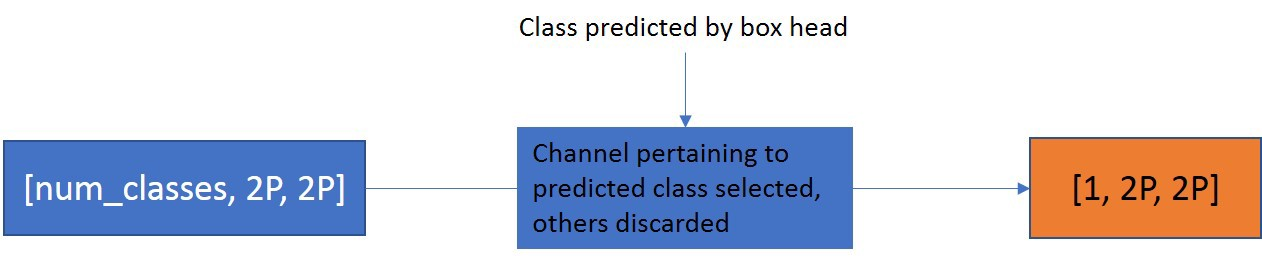 Class predicted by box head
[num_classes, 2P, 2P]
Channel pertaining to
predicted class selected,
others discarded
[1, 2P, 2P]